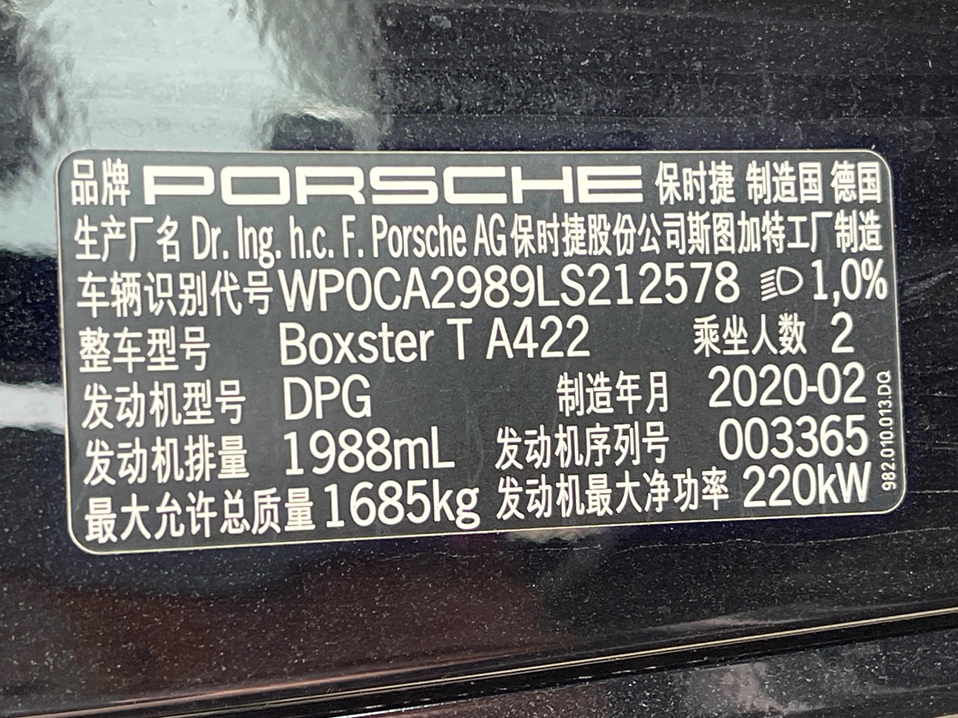 品牌 PORSCHE 保时捷 制造国 德国
生产厂名 Dr. Ing. h.c. F. Porsche AG 保时捷股份公司斯图加特工厂制造
车辆识别代号 WP0CA2989LS212578 1,0%
整车型号 Boxster T A422 乘坐人数 2
发动机型号 DPG 制造年月 2020-02
发动机排量 1988mL 发动机序列号 003365
最大允许总质量 1685kg 发动机最大净功率 220kW
982.010.013.DQ